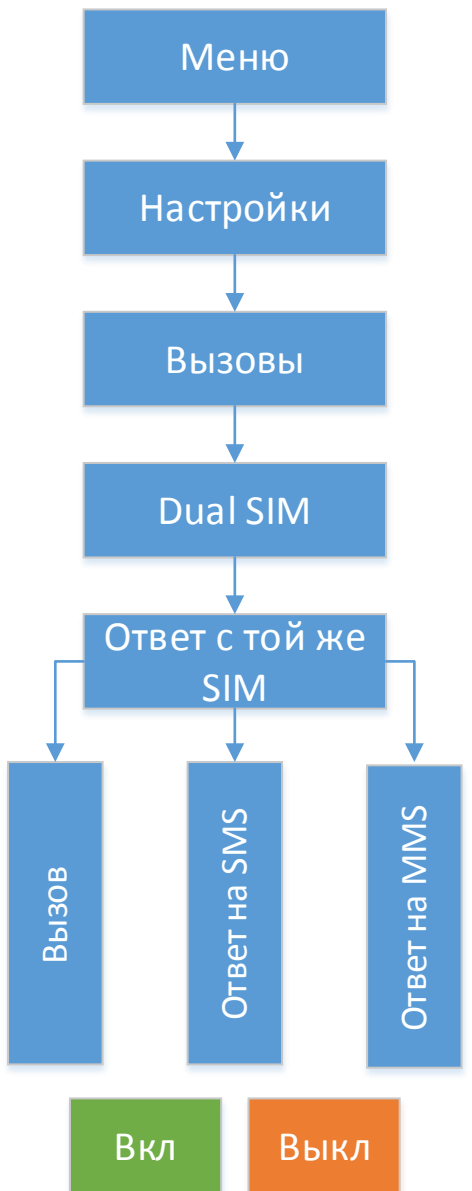 Меню
Настройки
Вызовы
Dual SIM
Ответ с той же
SIM
Вызов
Ответ на SMS
Ответ на MMS
Вкл
Выкл